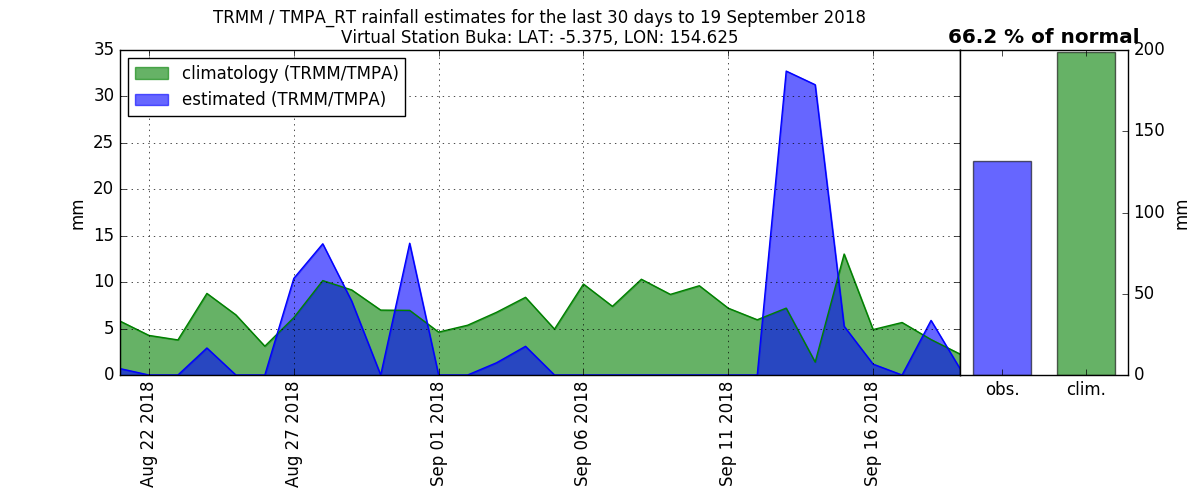 TRMM / TMPA_RT rainfall estimates for the last 30 days to 19 September 2018
Virtual Station Buka: LAT: -5.375, LON: 154.625
66.2 % of normal
climatology (TRMM/TMPA)
estimated (TRMM/TMPA)
mm
35
30
25
20
15
10
5
0
Aug 22 2018
Aug 27 2018
Sep 01 2018
Sep 06 2018
Sep 11 2018
Sep 16 2018
obs.
clim.
200
150
100
50
0
mm